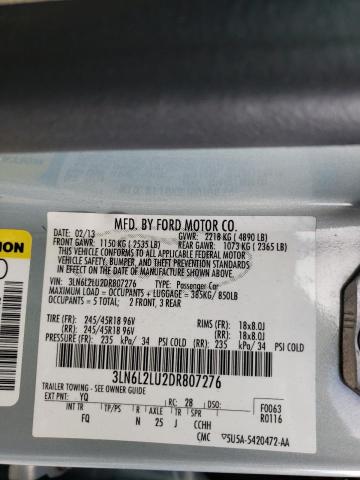 MFD. BY FORD MOTOR CO.
DATE: 02/13 GVWR: 2218 KG ( 4890 LB)
FRONT GAWR: 1150 KG ( 2535 LB) REAR GAWR: 1073 KG ( 2365 LB)
THIS VEHICLE CONFORMS TO ALL APPLICABLE FEDERAL MOTOR
VEHICLE SAFETY, BUMPER, AND THEFT PREVENTION STANDARDS IN
EFFECT ON THE DATE OF MANUFACTURE SHOWN ABOVE.
VIN: 3LN6L2LU2DR807276 TYPE: Passenger Car
MAXIMUM LOAD = OCCUPANTS + LUGGAGE = 385KG/850LB
OCCUPANTS = 5 TOTAL: 2 FRONT, 3 REAR
TIRE (FR): 245/45R18 96V RIMS (FR): 18x8.0J
(RR): 245/45R18 96V (RR): 18x8.0J
PRESSURE (FR): 235 kPa/ 34 PSI COLD (RR): 235 kPa/ 34 PSI COLD
3LN6L2LU2DR807276
TRAILER TOWING - SEE OWNER GUIDE
EXT PNT: YQ RC: 28 F0063
INT TR TP/PS R AXLE TR SPR R0116
FQ N 25 J CCHH
CMC 5U5A-5420472-AA